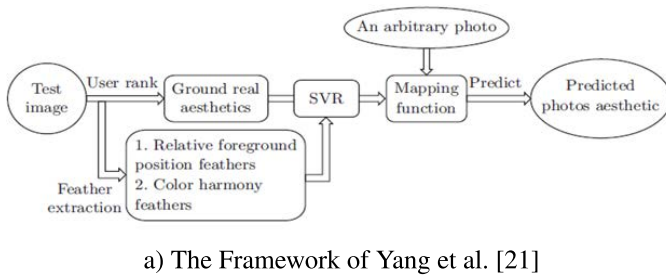 An arbitrary photo
Test
image
User rank
Ground real
aesthetics
SVR
Mapping
function
Predict
Predicted
photos aesthetic
Feather
extraction
1. Relative foreground
position feathers
2. Color harmony
feathers
a) The Framework of Yang et al. [21]